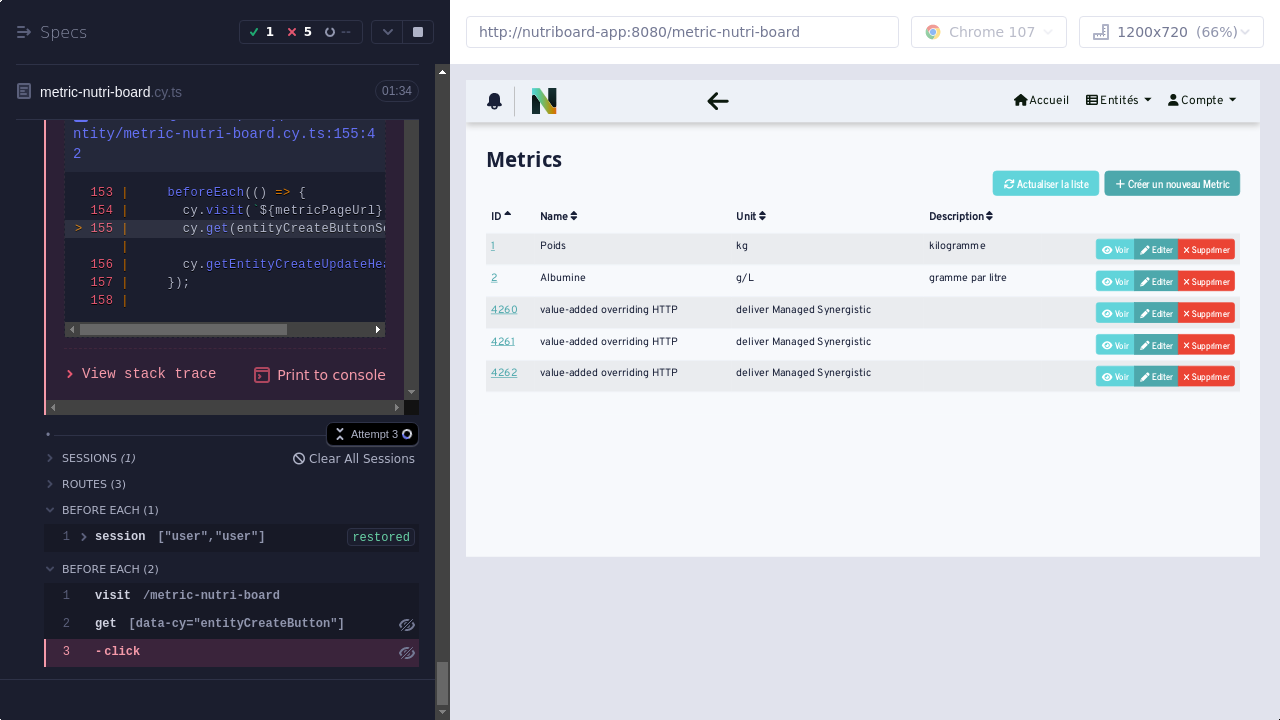 Specs
1
5
--
metric-nutri-board.cy.ts
01:34
ntity/metric-nutri-board.cy.ts:155:4
2
153 | beforeEach(() => {
154 | cy.visit(`${metricPageUrl}
> 155 | cy.get(entityCreateButtonSe
|
156 | cy.getEntityCreateUpdateHea
157 | });
158 |
View stack trace
Print to console
Attempt 3
SESSIONS (1)
Clear All Sessions
ROUTES (3)
BEFORE EACH (1)
1 session ["user","user"] restored
BEFORE EACH (2)
1 visit /metric-nutri-board
2 get [data-cy="entityCreateButton"]
3 -click
http://nutriboard-app:8080/metric-nutri-board
Chrome 107
1200x720 (66%)
N
Accueil
Entités
Compte
Metrics
Actualiser la liste
Créer un nouveau Metric
ID Name Unit Description
1 Poids kg kilogramme Voir Editer Supprimer
2 Albumine g/L gramme par litre Voir Editer Supprimer
4260 value-added overriding HTTP deliver Managed Synergistic Voir Editer Supprimer
4261 value-added overriding HTTP deliver Managed Synergistic Voir Editer Supprimer
4262 value-added overriding HTTP deliver Managed Synergistic Voir Editer Supprimer